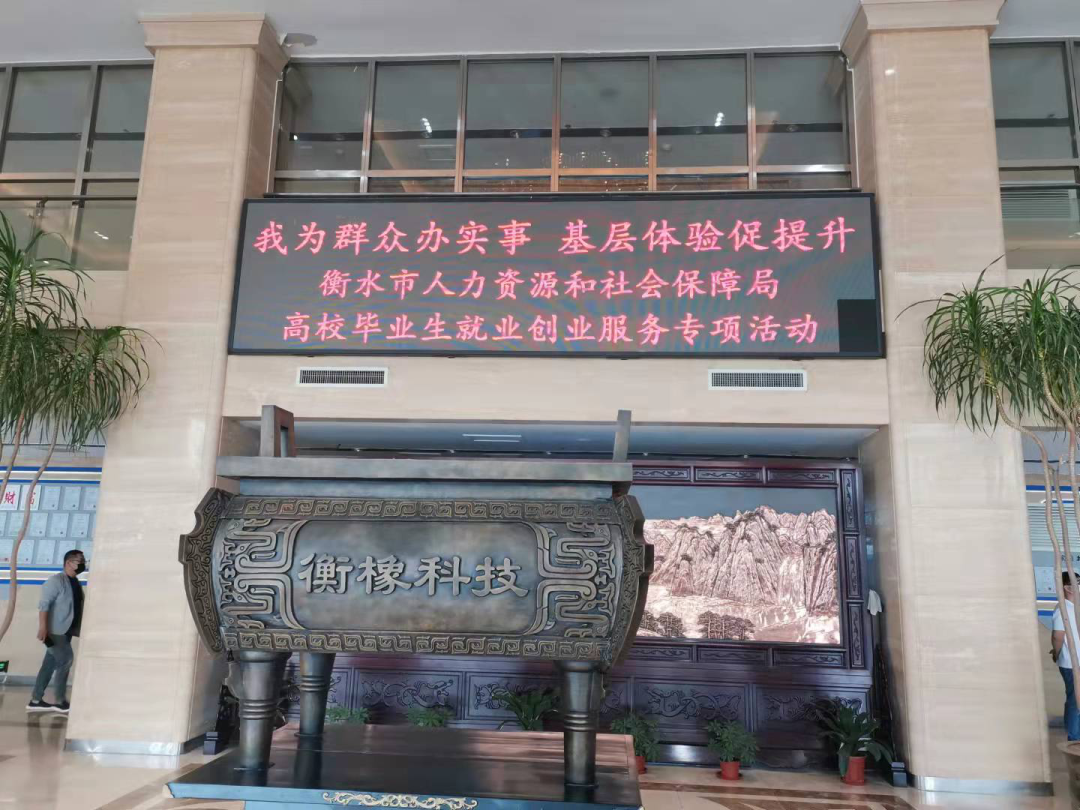 我为群众办实事 基层体验促提升
衡水市人力资源和社会保障局
高校毕业生就业创业服务专项活动
衡橡科技
财富